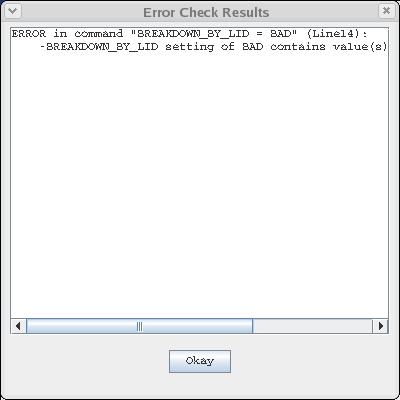 Error Check Results
ERROR in command "BREAKDOWN_BY_LID = BAD" (Line14):
-BREAKDOWN_BY_LID setting of BAD contains value(s)
Okay